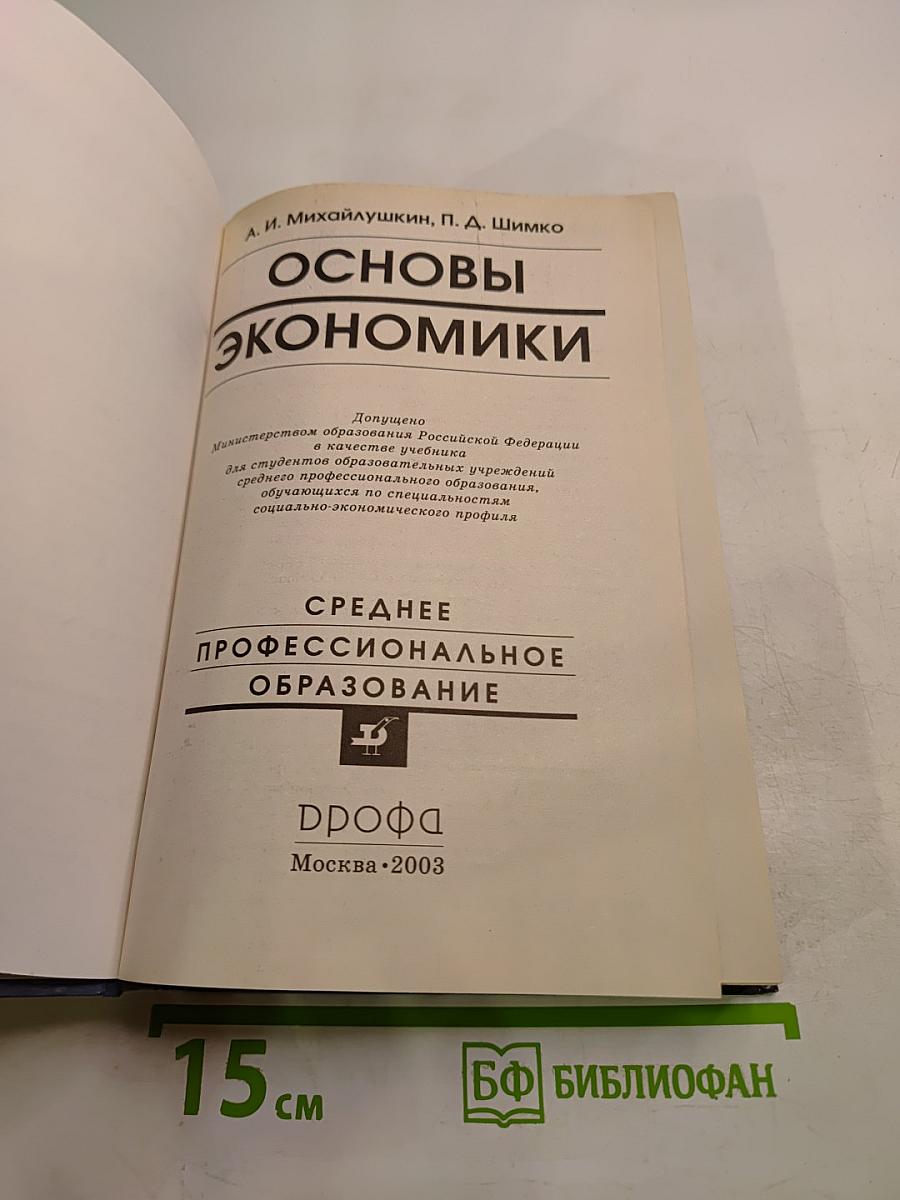 А. И. Михайлушкин, П. Д. Шимко
ОСНОВЫ
ЭКОНОМИКИ
Допущено
Министерством образования Российской Федерации
в качестве учебника
для студентов образовательных учреждений
среднего профессионального образования,
обучающихся по специальностям
социально-экономического профиля
СРЕДНЕЕ
ПРОФЕССИОНАЛЬНОЕ
ОБРАЗОВАНИЕ
Дрофа
Москва • 2003
15 см
БФ БИБЛИОФАН